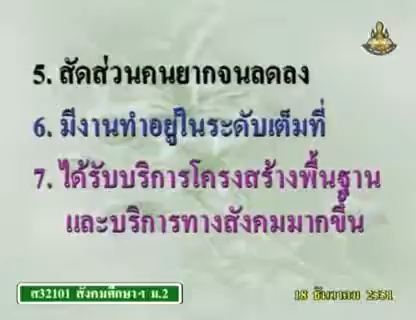 5. สัดส่วนคนยากจนลดลง
6. มีงานทำอยู่ในระดับเต็มที่
7. ได้รับบริการโครงสร้างพื้นฐาน
และบริการทางสังคมมากขึ้น
ส32101 สังคมศึกษาฯ ม.2
18 ธันวาคม 2551